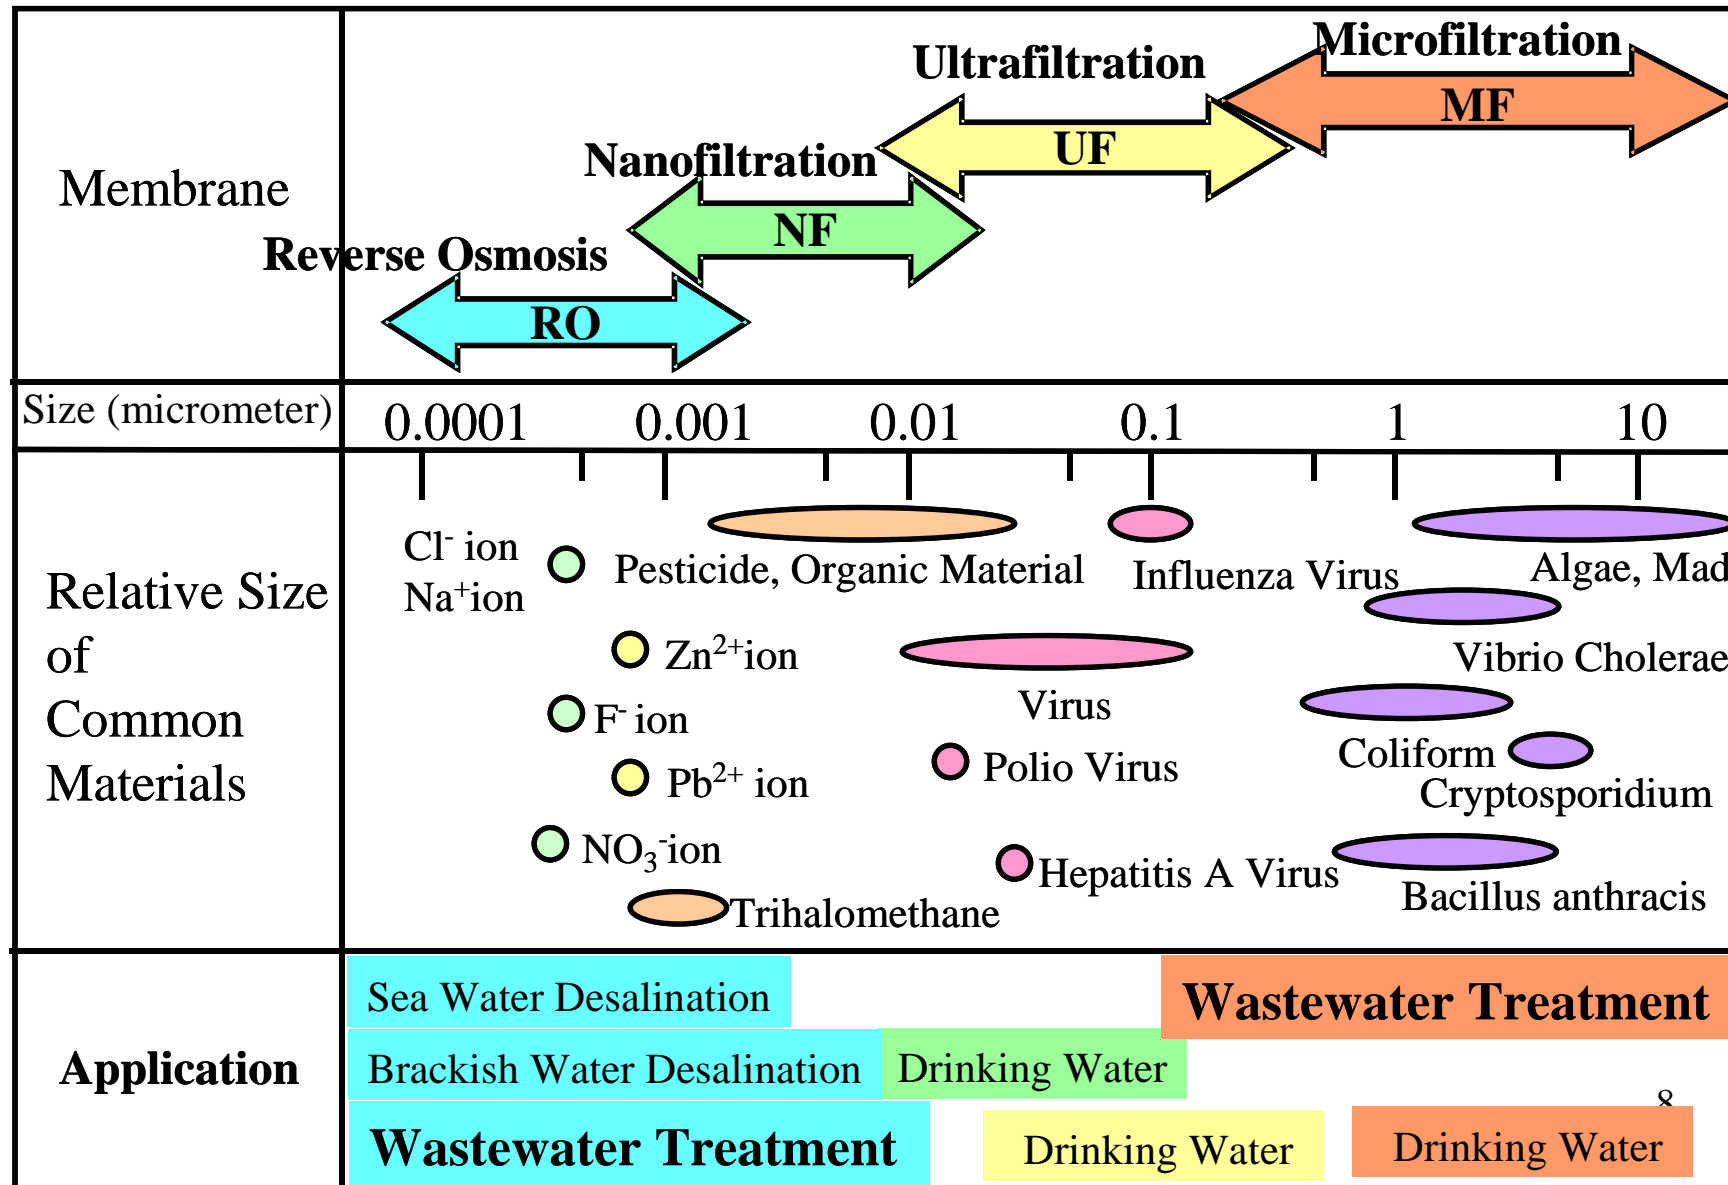 Microfiltration
Ultrafiltration
MF
UF
Nanofiltration
Membrane
NF
Reverse Osmosis
RO
Size (micrometer)
0.0001 0.001 0.01 0.1 1 10
Relative Size
of
Common
Materials
Cl⁻ ion
Na⁺ion
Pesticide, Organic Material
Influenza Virus
Algae, Mad
Zn²⁺ion
Vibrio Cholerae
F⁻ ion
Virus
Coliform
Pb²⁺ ion
Polio Virus
Cryptosporidium
NO₃⁻ion
Hepatitis A Virus
Bacillus anthracis
Trihalomethane
Application
Sea Water Desalination
Wastewater Treatment
Brackish Water Desalination
Drinking Water
8
Wastewater Treatment
Drinking Water
Drinking Water